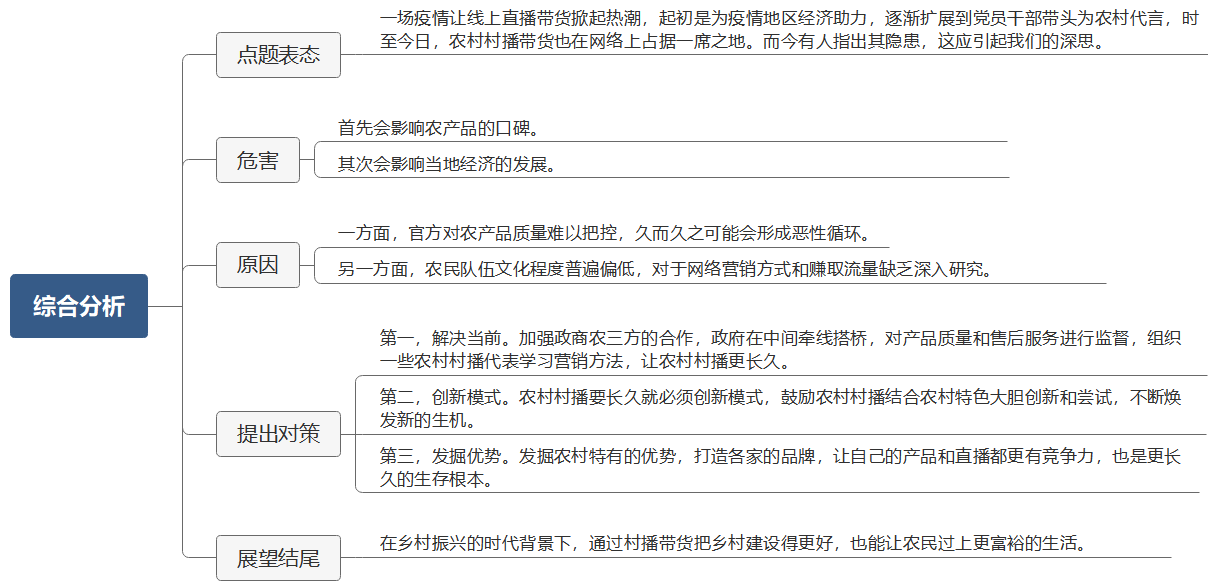 点题表态
一场疫情让线上直播带货掀起热潮，起初是为疫情地区经济助力，逐渐扩展到党员干部带头为农村代言，时
至今日，农村村播带货也在网络上占据一席之地。而今有人指出其隐患，这应引起我们的深思。
危害
首先会影响农产品的口碑。
其次会影响当地经济的发展。
原因
一方面，官方对农产品质量难以把控，久而久之可能会形成恶性循环。
另一方面，农民队伍文化程度普遍偏低，对于网络营销方式和赚取流量缺乏深入研究。
综合分析
提出对策
第一，解决当前。加强政商农三方的合作，政府在中间牵线搭桥，对产品质量和售后服务进行监督，组织
一些农村村播代表学习营销方法，让农村村播更长久。
第二，创新模式。农村村播要长久就必须创新模式，鼓励农村村播结合农村特色大胆创新和尝试，不断焕
发新的生机。
第三，发掘优势。发掘农村特有的优势，打造各家的品牌，让自己的产品和直播都更有竞争力，也是更长
久的生存根本。
展望结尾
在乡村振兴的时代背景下，通过村播带货把乡村建设得更好，也能让农民过上更富裕的生活。